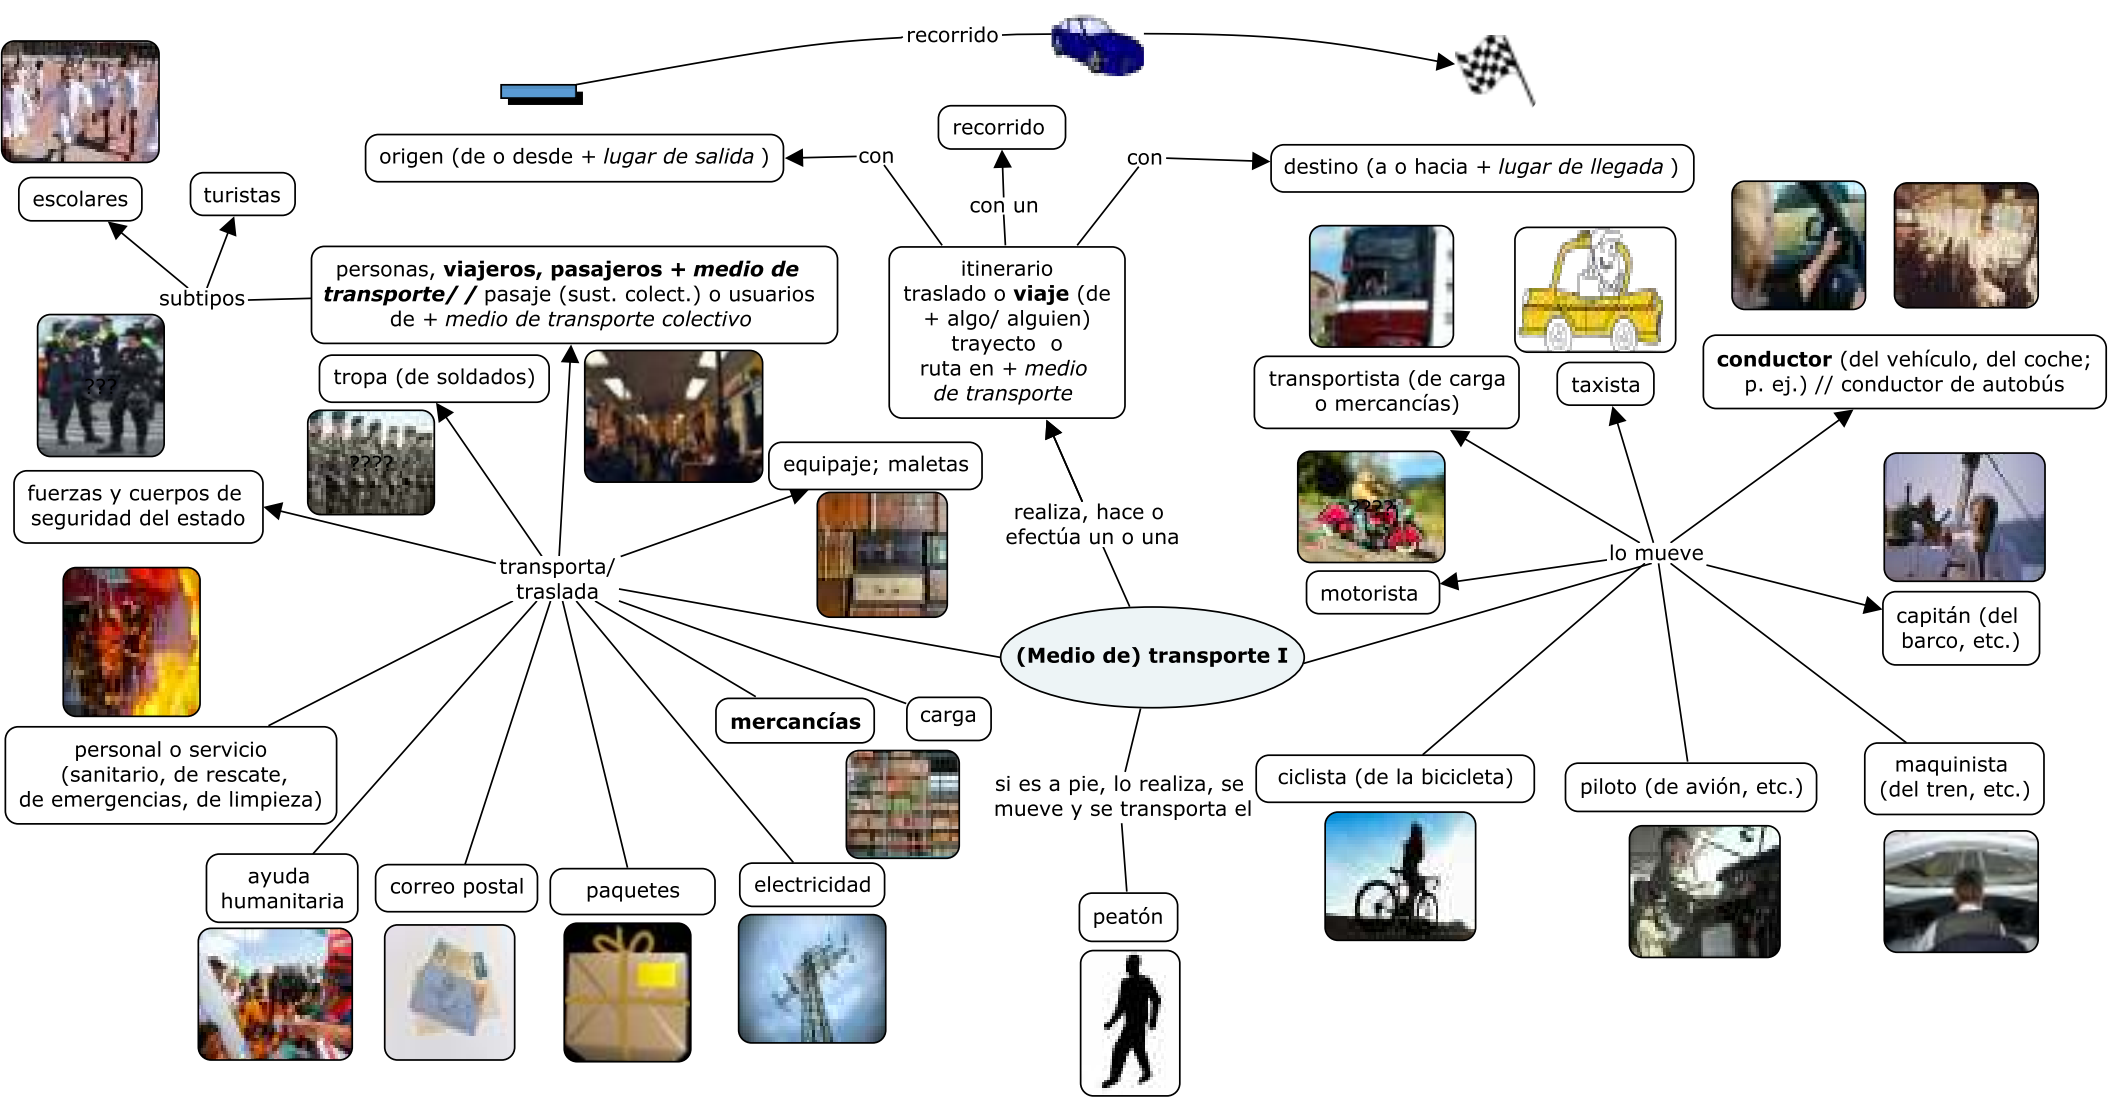 recorrido
recorrido
origen (de o desde + lugar de salida )
con
con
destino (a o hacia + lugar de llegada )
con un
escolares
turistas
subtipos
personas, viajeros, pasajeros + medio de
transporte/ / pasaje (sust. colect.) o usuarios
de + medio de transporte colectivo
itinerario
traslado o viaje (de
+ algo/ alguien)
trayecto o
ruta en + medio
de transporte
transportista (de carga
o mercancías)
taxista
conductor (del vehículo, del coche;
p. ej.) // conductor de autobús
???
tropa (de soldados)
????
equipaje; maletas
fuerzas y cuerpos de
seguridad del estado
realiza, hace o
efectúa un o una
????
lo mueve
motorista
capitán (del
barco, etc.)
transporta/
traslada
(Medio de) transporte I
mercancías
carga
personal o servicio
(sanitario, de rescate,
de emergencias, de limpieza)
si es a pie, lo realiza, se
mueve y se transporta el
ciclista (de la bicicleta)
piloto (de avión, etc.)
maquinista
(del tren, etc.)
ayuda
humanitaria
correo postal
paquetes
electricidad
peatón